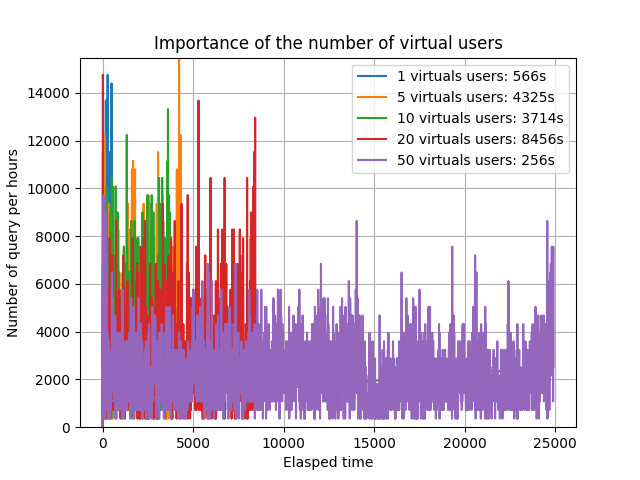 Importance of the number of virtual users
1 virtuals users: 566s
5 virtuals users: 4325s
10 virtuals users: 3714s
20 virtuals users: 8456s
50 virtuals users: 256s
Number of query per hours
14000
12000
10000
8000
6000
4000
2000
0
0 5000 10000 15000 20000 25000
Elasped time